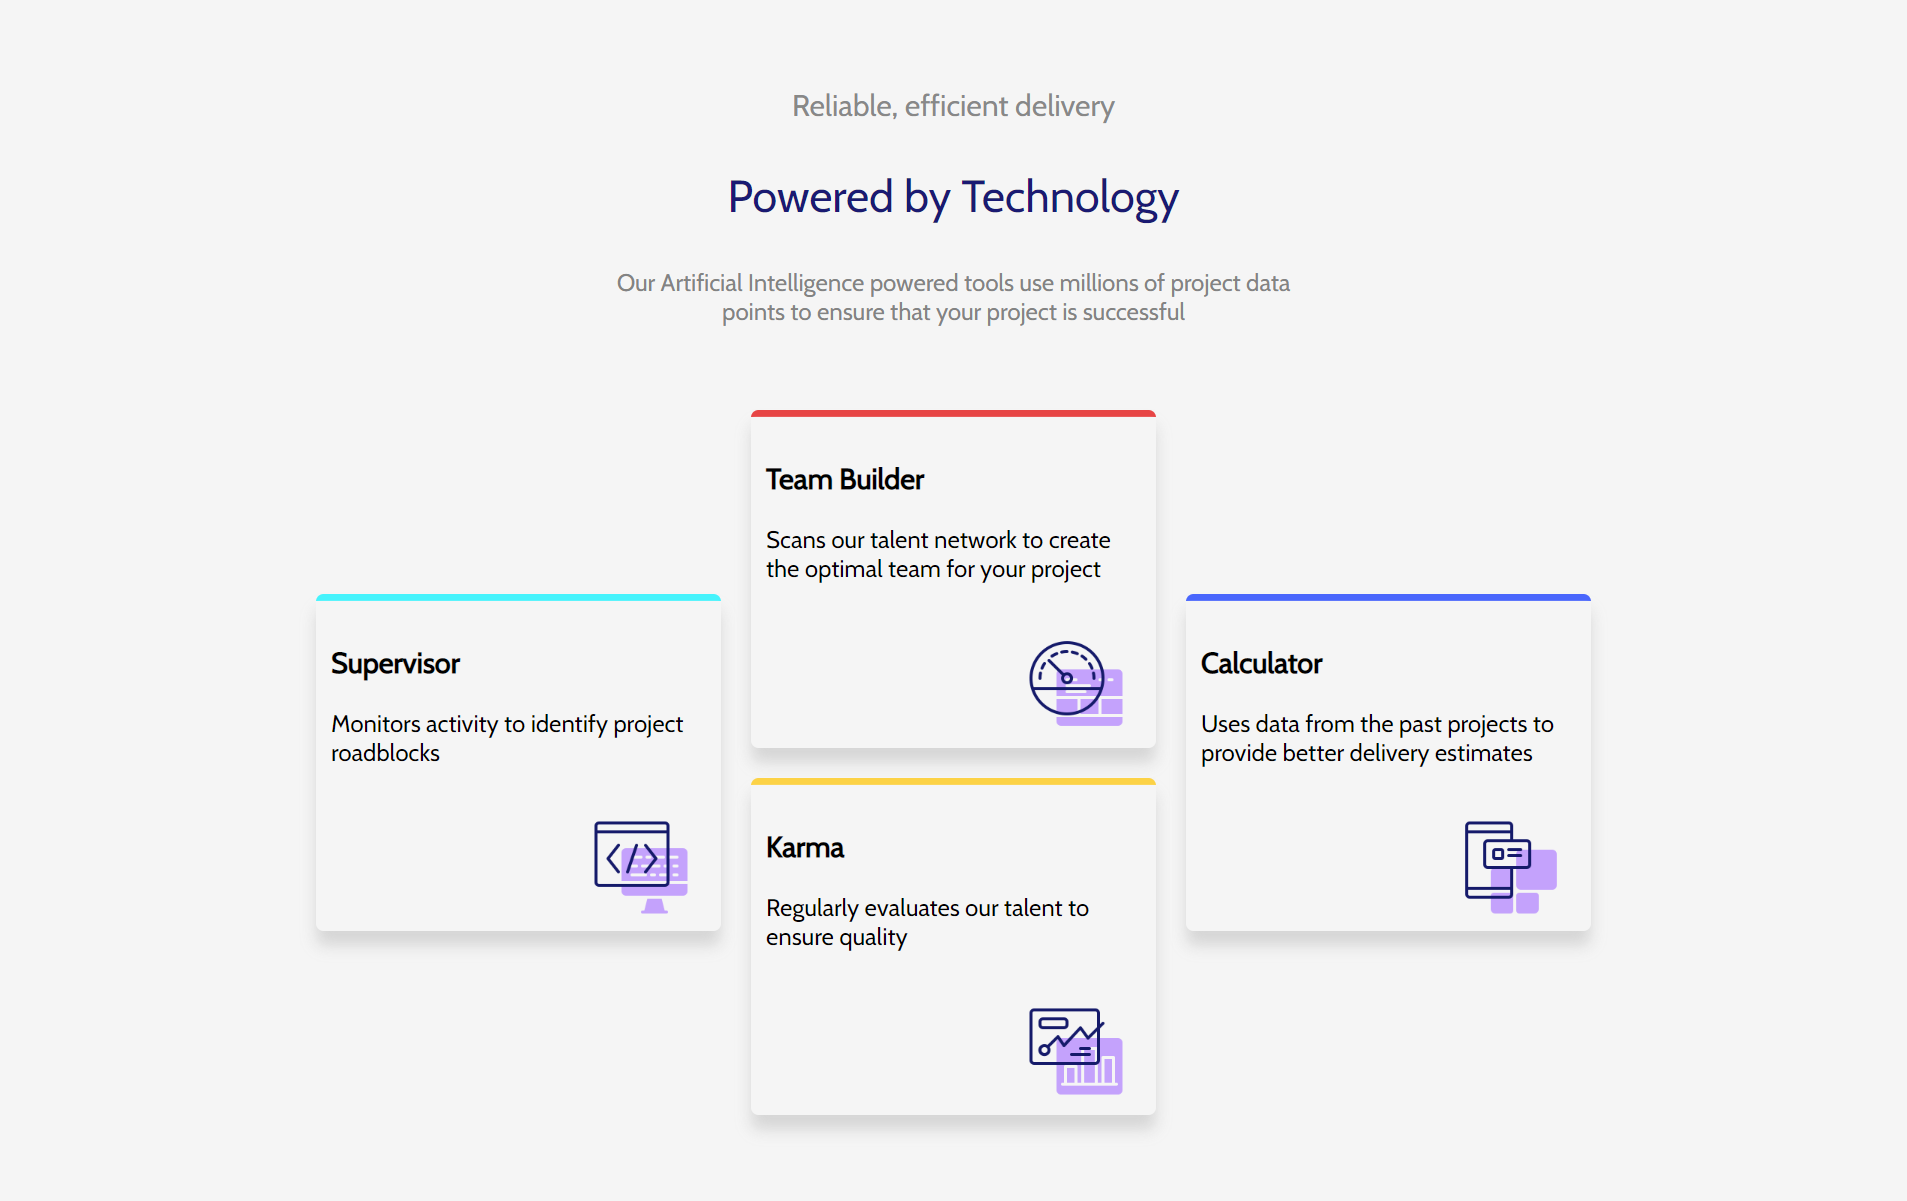 Reliable, efficient delivery
Powered by Technology
Our Artificial Intelligence powered tools use millions of project data
points to ensure that your project is successful
Team Builder
Scans our talent network to create
the optimal team for your project
Supervisor
Monitors activity to identify project
roadblocks
Calculator
Uses data from the past projects to
provide better delivery estimates
Karma
Regularly evaluates our talent to
ensure quality